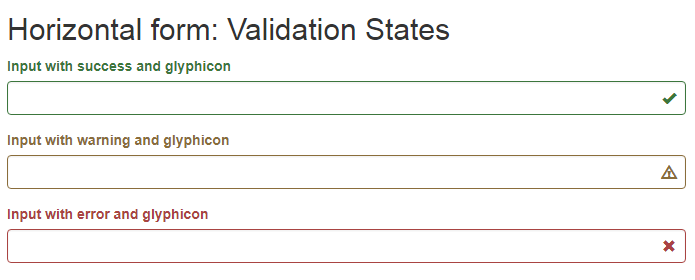 Horizontal form: Validation States
Input with success and glyphicon
Input with warning and glyphicon
Input with error and glyphicon